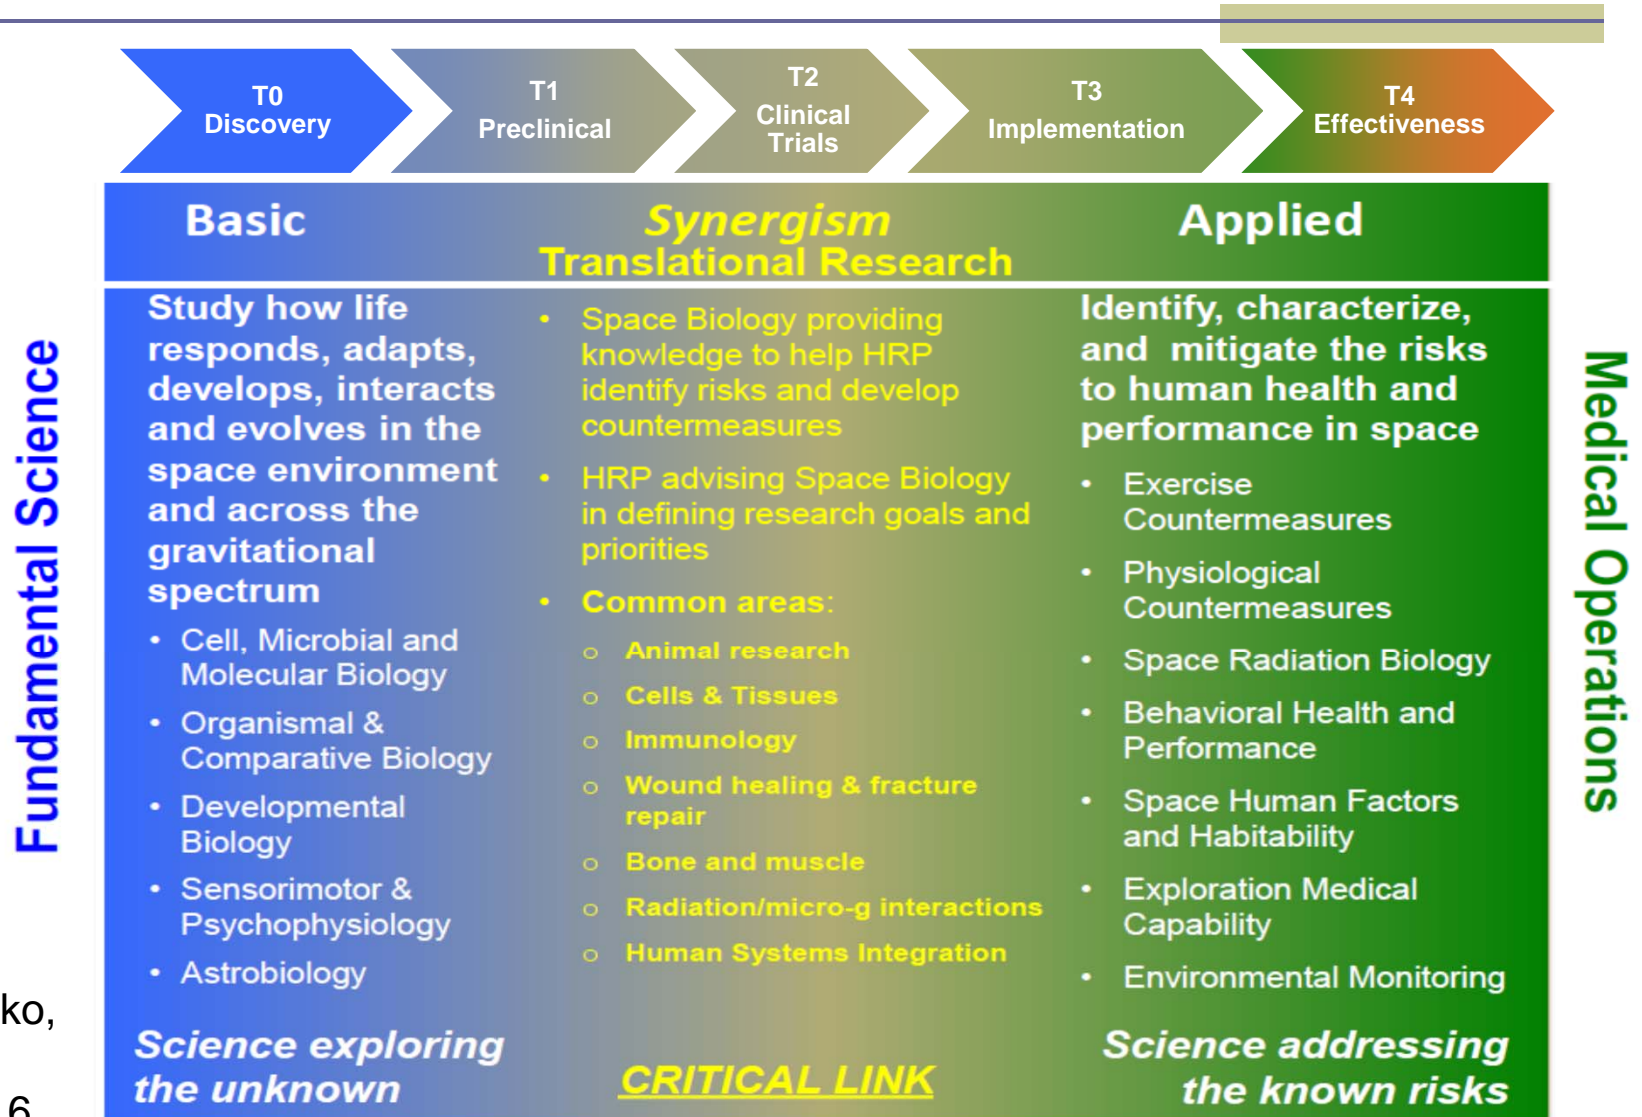 T0
Discovery
T1
Preclinical
T2
Clinical
Trials
T3
Implementation
T4
Effectiveness
Basic
Synergism
Translational Research
Applied
Fundamental Science
Study how life
responds, adapts,
develops, interacts
and evolves in the
space environment
and across the
gravitational
spectrum
• Cell, Microbial and
Molecular Biology
• Organismal &
Comparative Biology
• Developmental
Biology
• Sensorimotor &
Psychophysiology
• Astrobiology
Science exploring
the unknown
• Space Biology providing
knowledge to help HRP
identify risks and develop
countermeasures
• HRP advising Space Biology
in defining research goals and
priorities
• Common areas:
o Animal research
o Cells & Tissues
o Immunology
o Wound healing & fracture
repair
o Bone and muscle
o Radiation/micro-g interactions
o Human Systems Integration
CRITICAL LINK
Identify, characterize,
and mitigate the risks
to human health and
performance in space
• Exercise
Countermeasures
• Physiological
Countermeasures
• Space Radiation Biology
• Behavioral Health and
Performance
• Space Human Factors
and Habitability
• Exploration Medical
Capability
• Environmental Monitoring
Science addressing
the known risks
Medical Operations
ko,
6